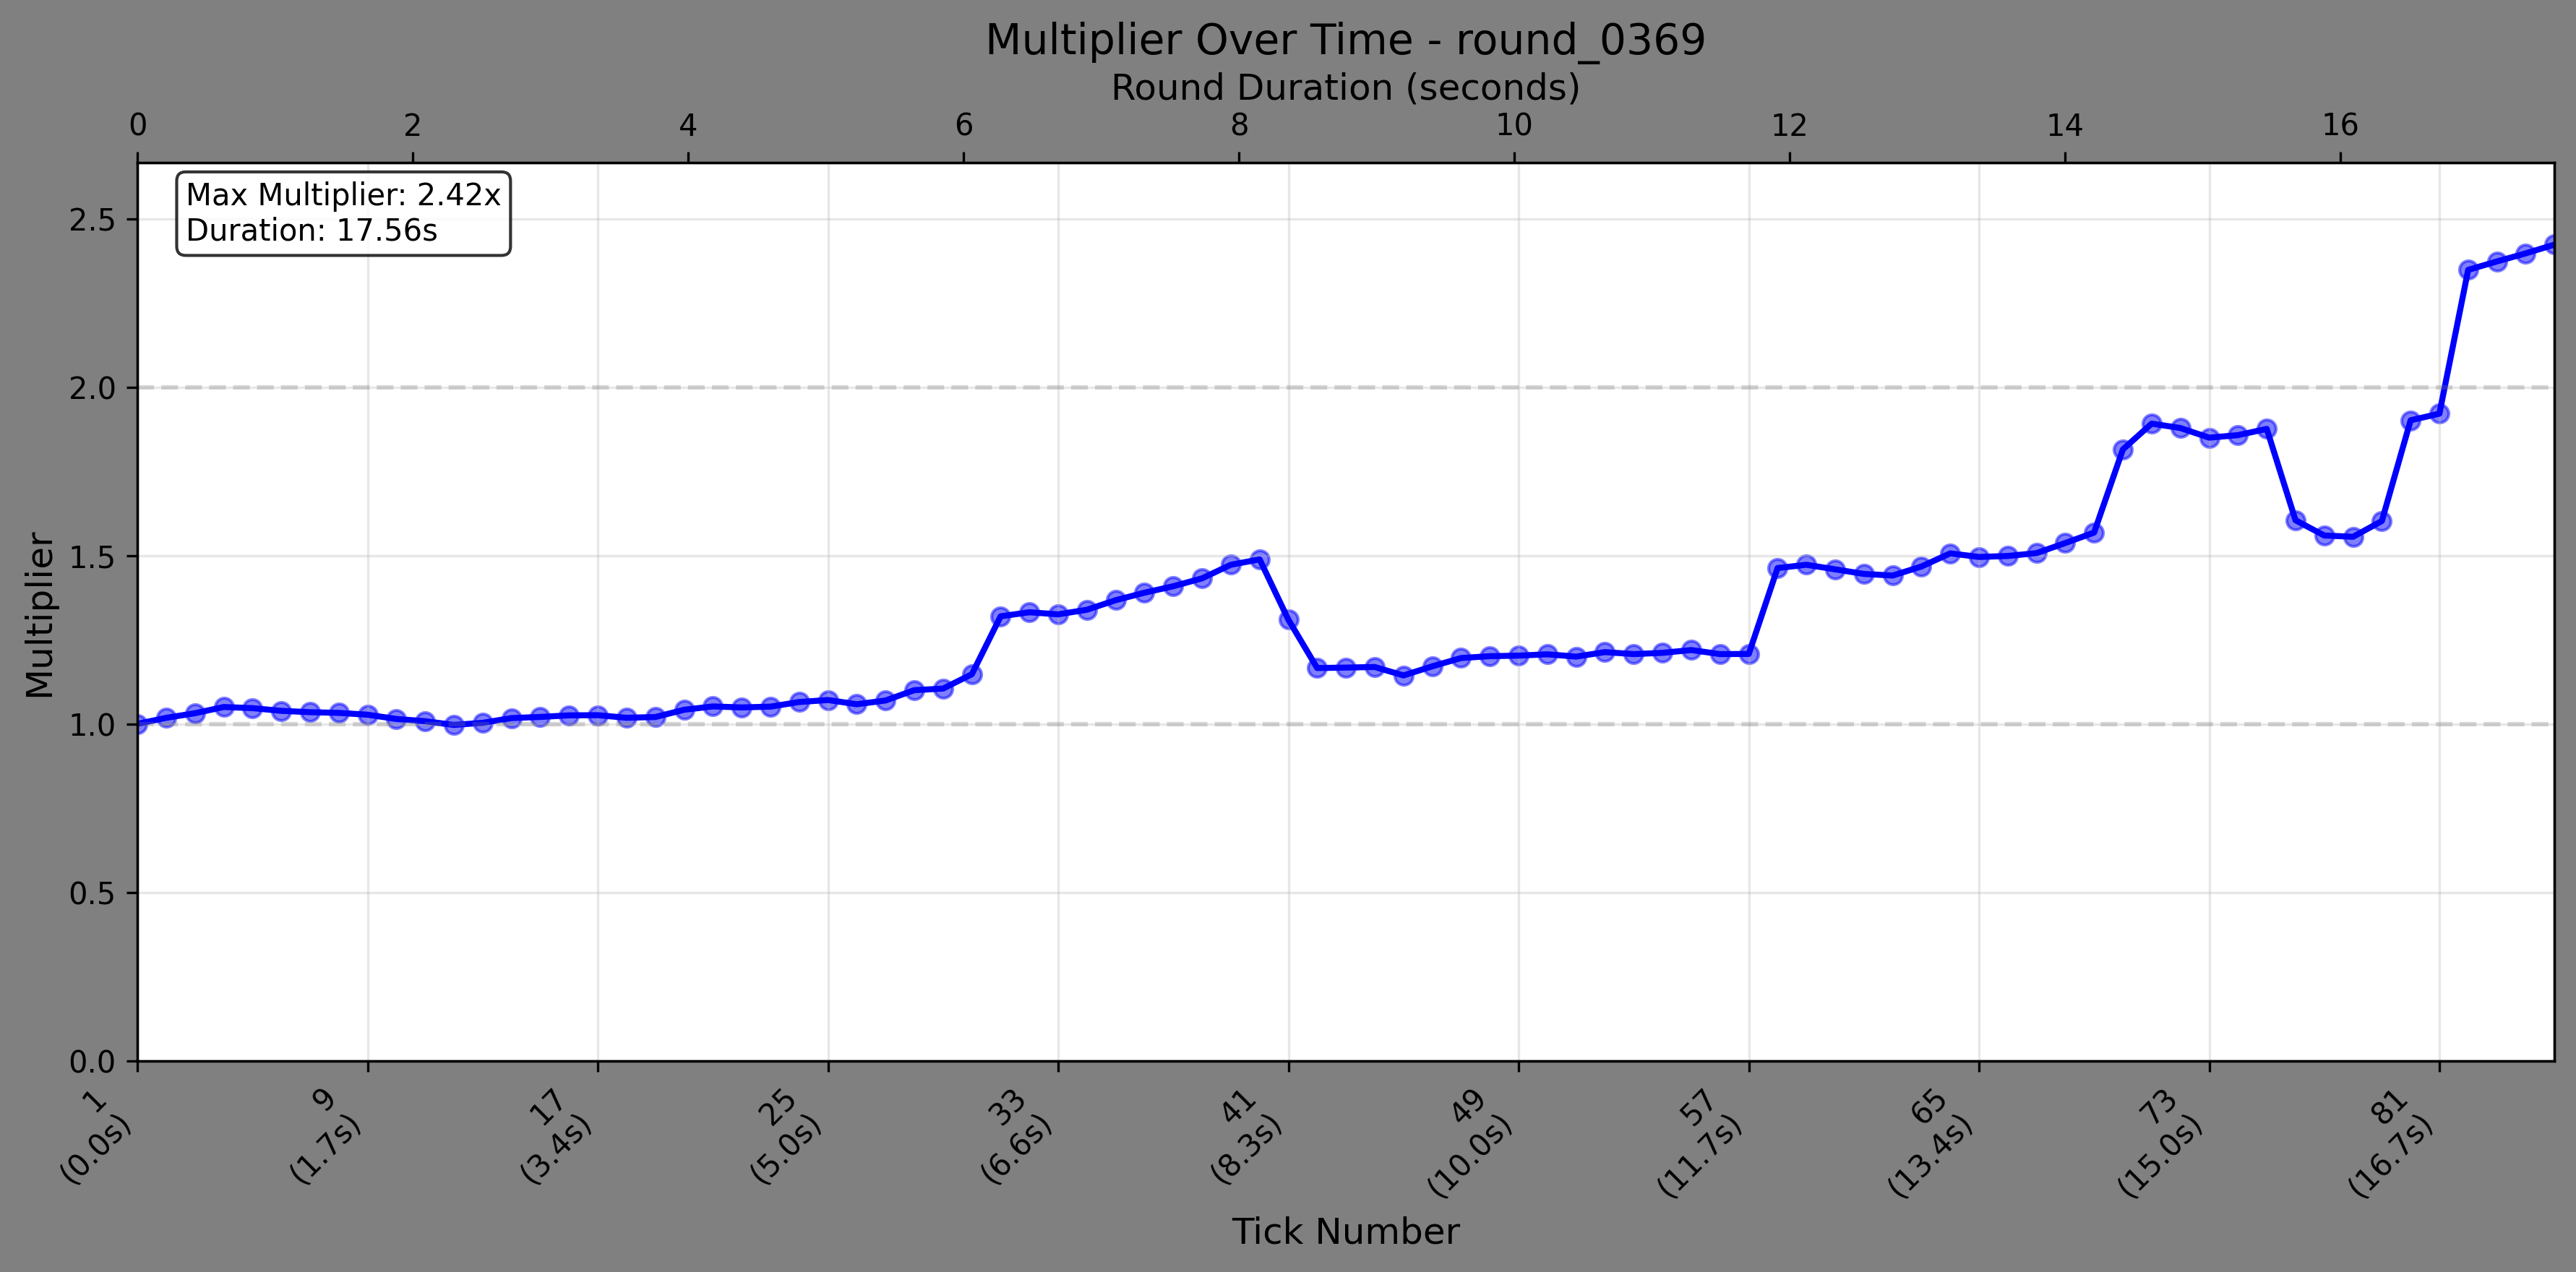 Multiplier Over Time - round_0369
Round Duration (seconds)
0 2 4 6 8 10 12 14 16
Max Multiplier: 2.42x
Duration: 17.56s
2.5
2.0
1.5
1.0
0.5
0.0
Multiplier
1 9 17 25 33 41 49 57 65 73 81
(0.0s) (1.7s) (3.4s) (5.0s) (6.6s) (8.3s) (10.0s) (11.7s) (13.4s) (15.0s) (16.7s)
Tick Number